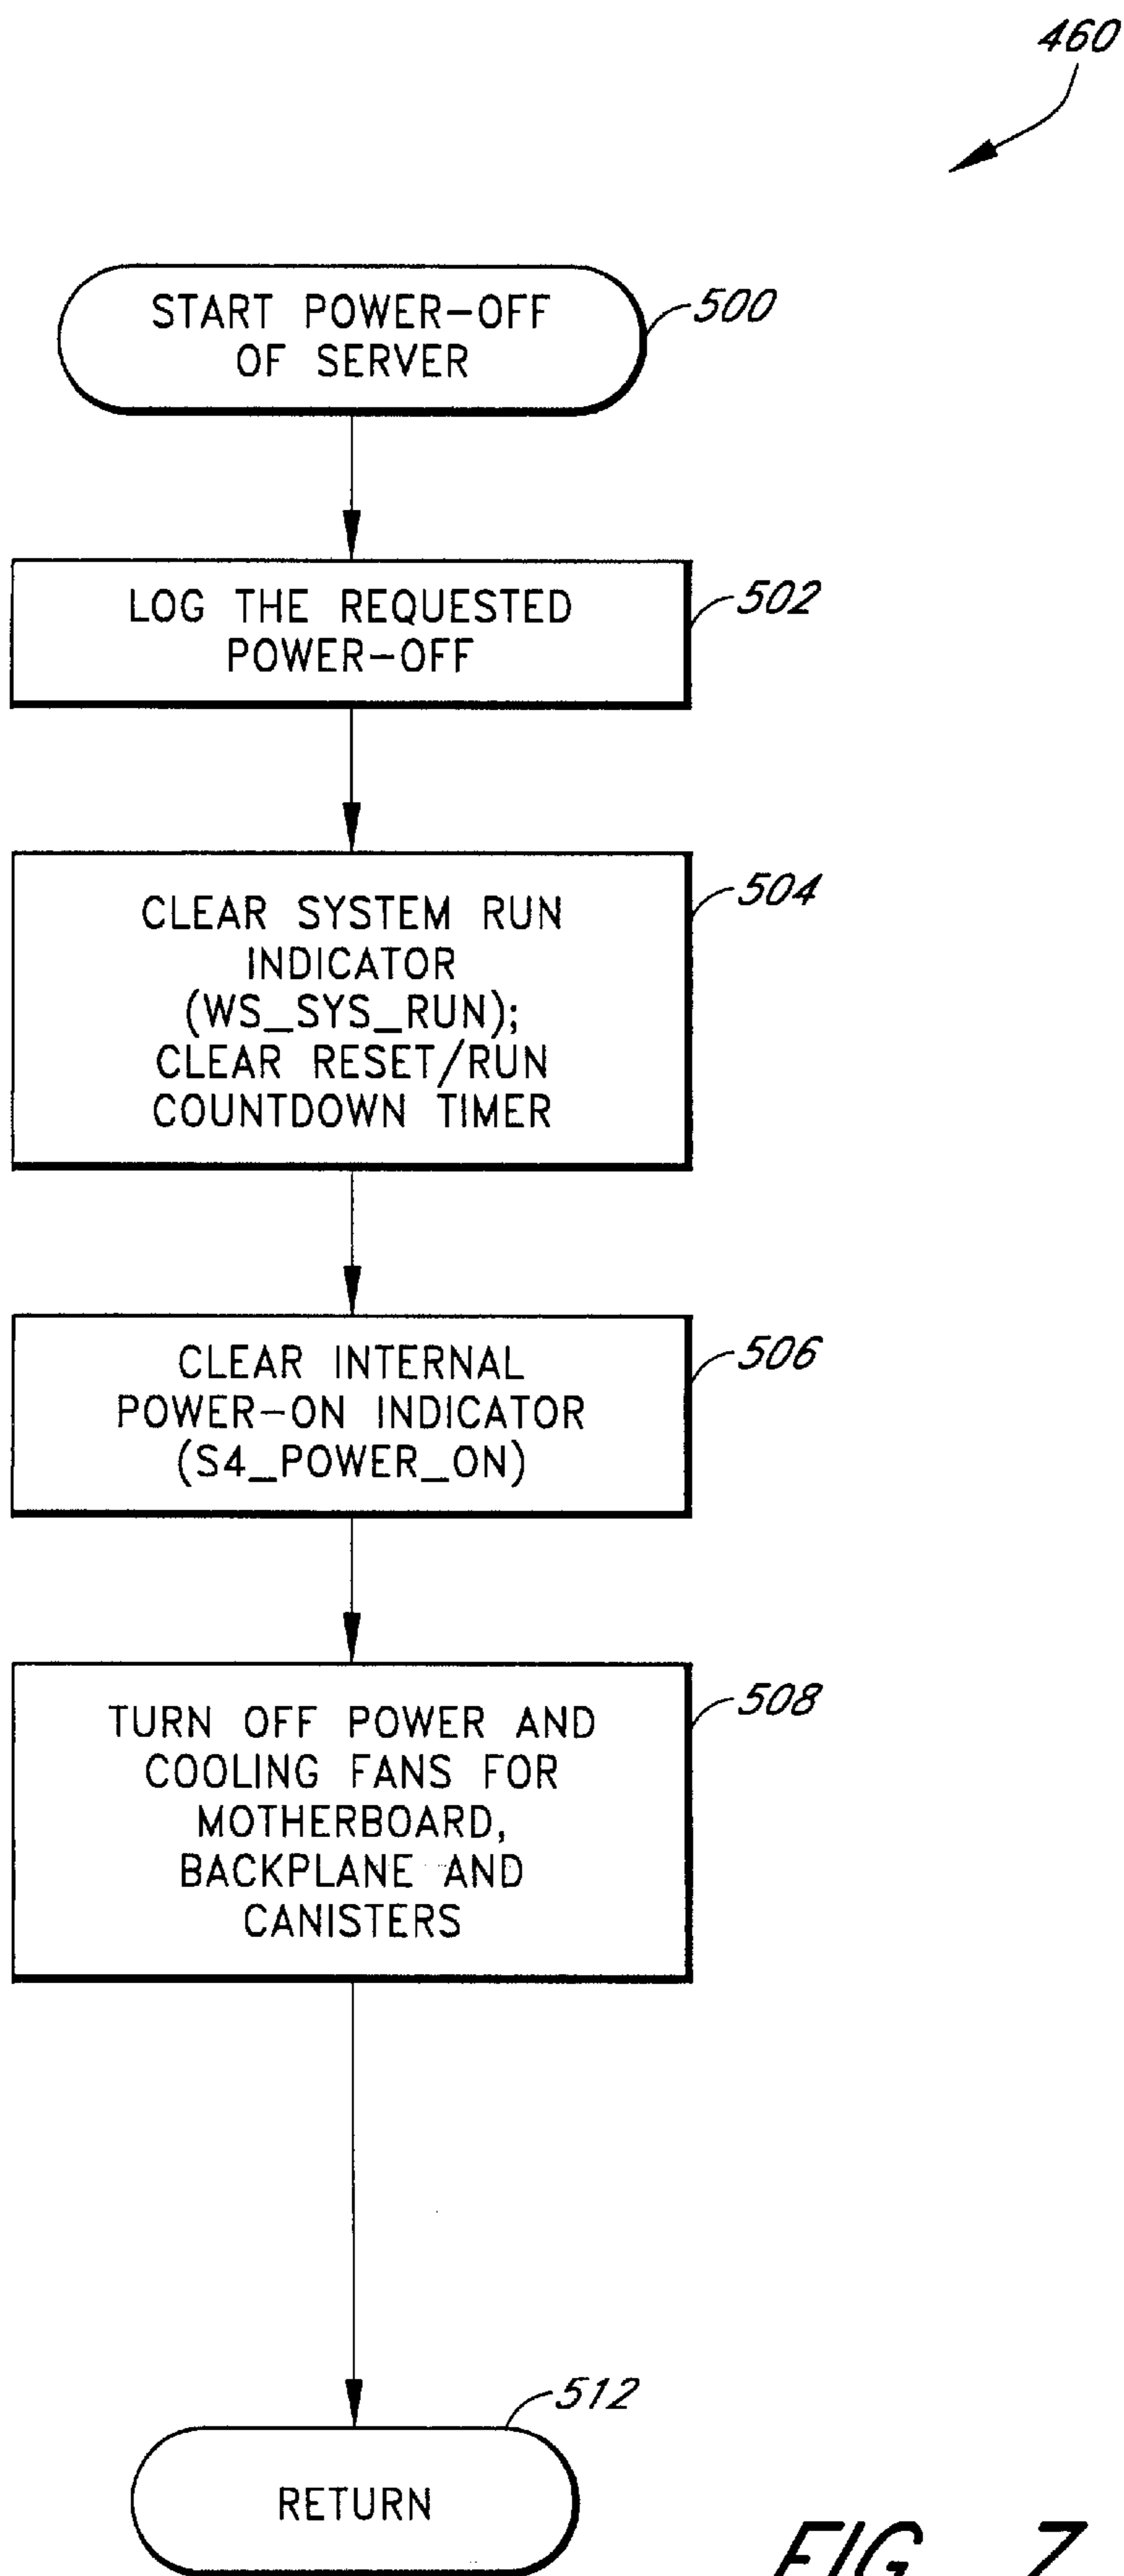 460
START POWER-OFF
OF SERVER
500
LOG THE REQUESTED
POWER-OFF
502
CLEAR SYSTEM RUN
INDICATOR
(WS_SYS_RUN);
CLEAR RESET/RUN
COUNTDOWN TIMER
504
CLEAR INTERNAL
POWER-ON INDICATOR
(S4_POWER_ON)
506
TURN OFF POWER AND
COOLING FANS FOR
MOTHERBOARD,
BACKPLANE AND
CANISTERS
508
512
RETURN
FIG. 7